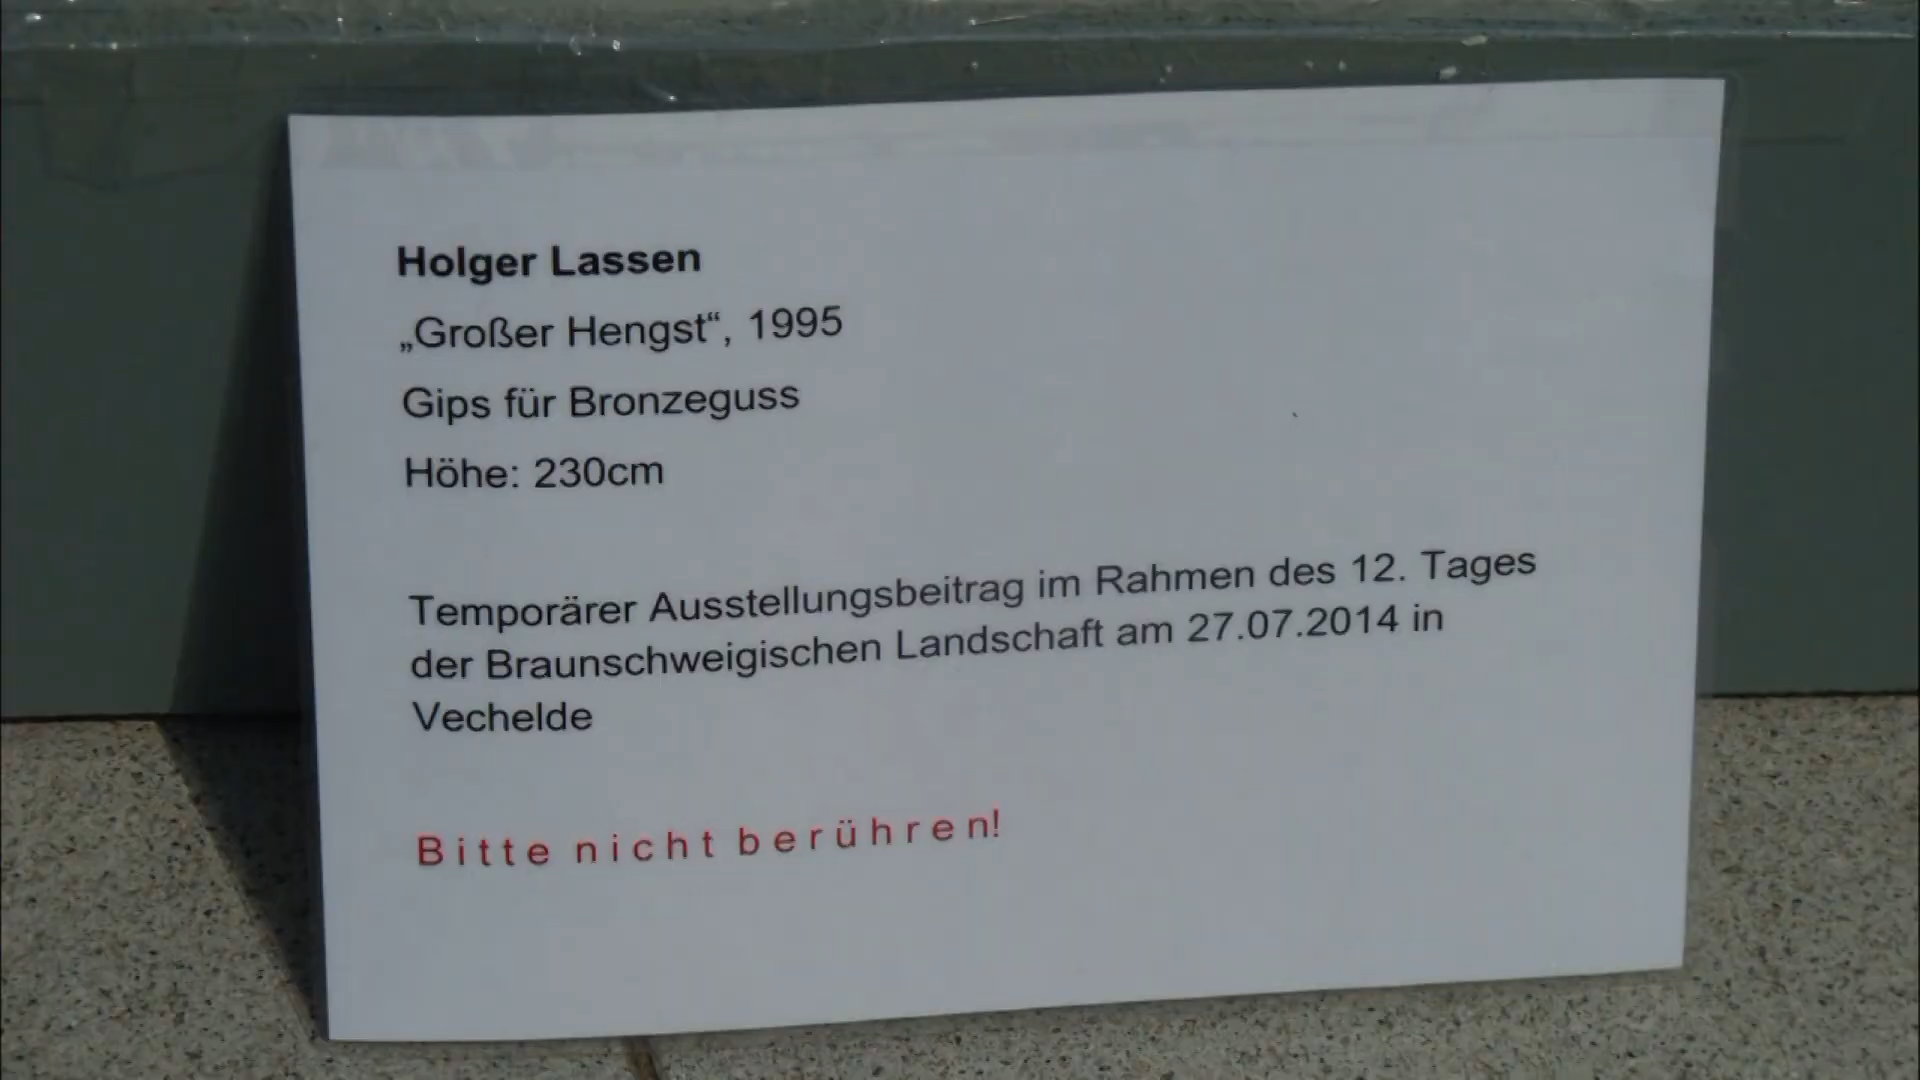 Holger Lassen
„Großer Hengst“, 1995
Gips für Bronzeguss
Höhe: 230cm
Temporärer Ausstellungsbeitrag im Rahmen des 12. Tages
der Braunschweigischen Landschaft am 27.07.2014 in
Vechelde
Bitte nicht berühren!